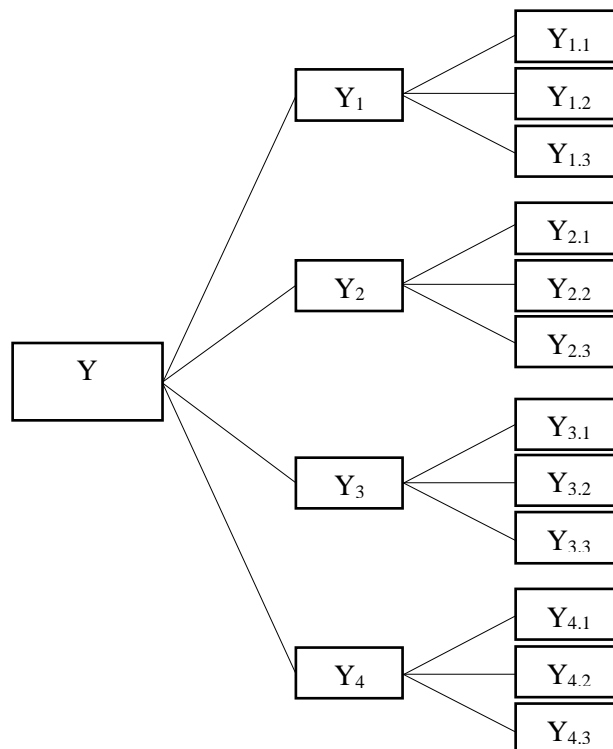 Y
Y₁
Y₁.₁
Y₁.₂
Y₁.₃
Y₂
Y₂.₁
Y₂.₂
Y₂.₃
Y₃
Y₃.₁
Y₃.₂
Y₃.₃
Y₄
Y₄.₁
Y₄.₂
Y₄.₃